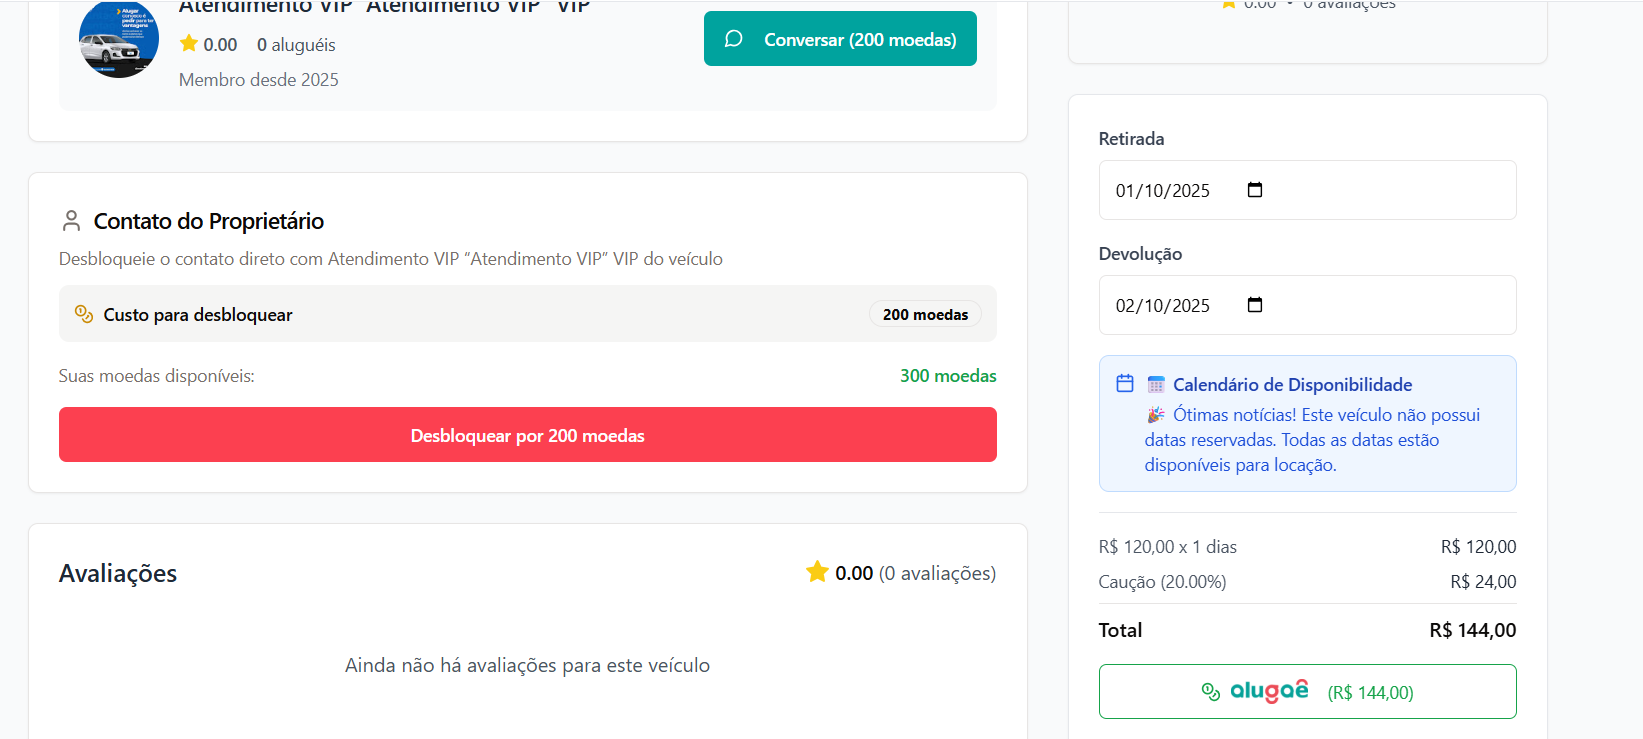 Atendimento VIP "Atendimento VIP" VIP
0.00 0 aluguéis
Membro desde 2025
Conversar (200 moedas)
Contato do Proprietário
Desbloqueie o contato direto com Atendimento VIP "Atendimento VIP" VIP do veículo
Custo para desbloquear 200 moedas
Suas moedas disponíveis: 300 moedas
Desbloquear por 200 moedas
Avaliações 0.00 (0 avaliações)
Ainda não há avaliações para este veículo
0.00 • 0 avaliações
Retirada
01/10/2025
Devolução
02/10/2025
Calendário de Disponibilidade
Ótimas notícias! Este veículo não possui
datas reservadas. Todas as datas estão
disponíveis para locação.
R$ 120,00 x 1 dias R$ 120,00
Caução (20.00%) R$ 24,00
Total R$ 144,00
alugaê (R$ 144,00)